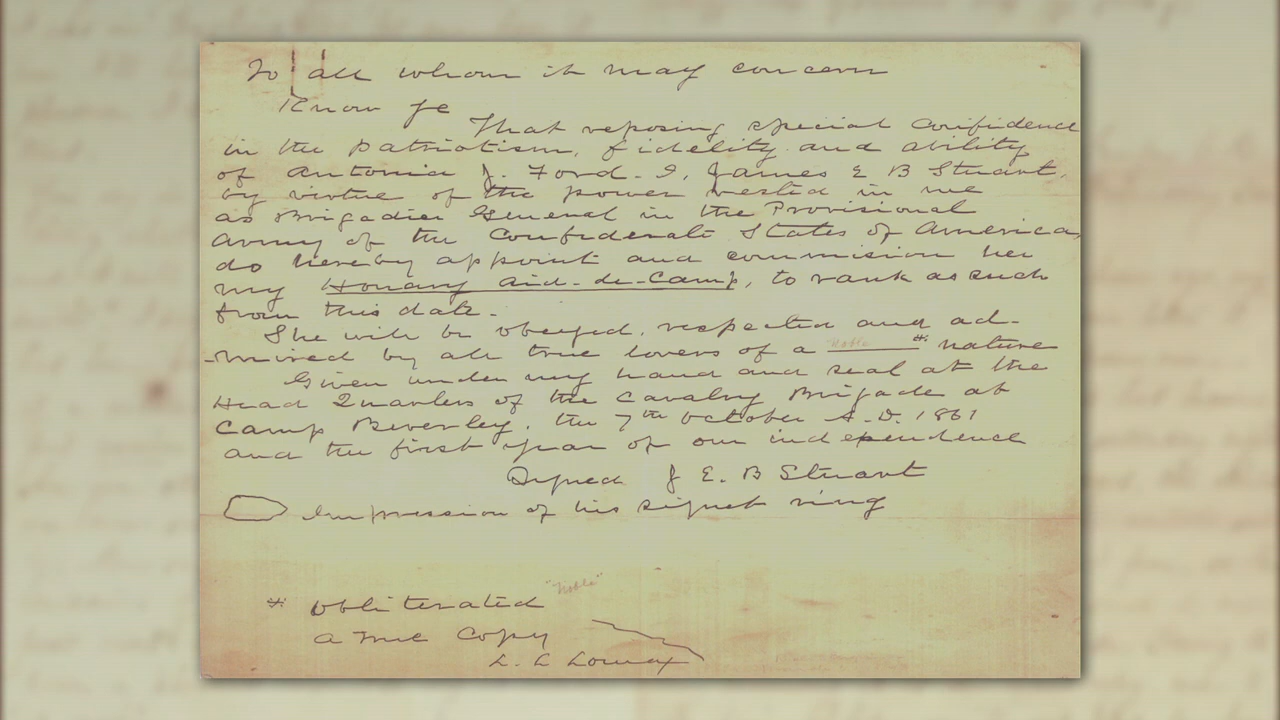 To all whom it may concern
Know ye
That reposing special confidence
in the patriotism, fidelity and ability
of Antonia J. Ford. I, James E B Stuart,
by virtue of the power vested in me
as Brigadier General in the Provisional
Army of the Confederate States of America,
do hereby appoint and commision her
my Honary aid-de-Camp, to rank as such
from this date.
She will be obeyed, respected and ad-
-mired by all true lovers of a noble # nature
Given under my hand and seal at the
Head Quarters of the Cavalry Brigade at
Camp Beverley, the 7th October A.D. 1861
and the first year of our independence
Signed J E. B Stuart
Impression of his signet ring
"Noble"
# obliterated
a true Copy
L. L Lomax